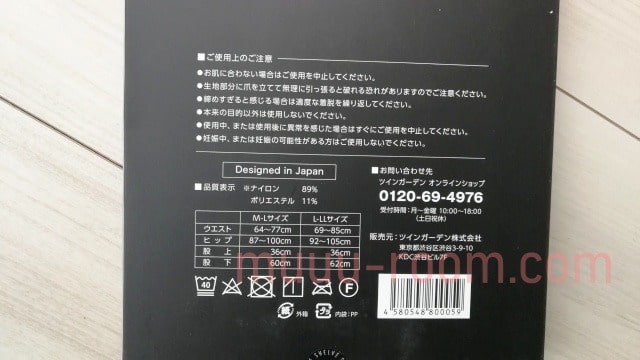 ■ご使用上のご注意
●お肌に合わない場合はご使用を中止してください。
●生地部分に爪を立てて無理に引っ張ると破れる恐れがありますのでご注意ください。
●締めすぎると感じる場合は適度な着脱を繰り返してください。
●本来の目的以外は使用しないでください。
●使用中、または使用後に異常を感じた場合はすぐにご使用を中止してください。
●妊娠中、または妊娠の可能性がある方はご使用しないでください。
Designed in Japan
■品質表示 ※ナイロン 89%
ポリエステル 11%
M-Lサイズ L-LLサイズ
ウエスト 64〜77cm 69〜85cm
ヒップ 87〜100cm 92〜105cm
股上 36cm 36cm
股下 60cm 62cm
40 F
外箱 内袋:PP
■お問い合わせ先
ツインガーデン オンラインショップ
0120-69-4976
受付時間:月〜金曜 10:00〜18:00
(土日祝休)
販売元:ツインガーデン株式会社
東京都渋谷区渋谷3-9-10
KDC渋谷ビル7F
4 580548 800059
muuu-room.com